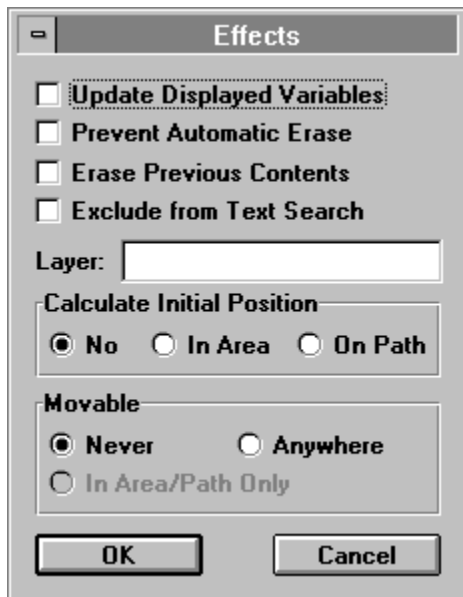 Effects
Update Displayed Variables
Prevent Automatic Erase
Erase Previous Contents
Exclude from Text Search
Layer:
Calculate Initial Position
No In Area On Path
Movable
Never Anywhere
In Area/Path Only
OK Cancel